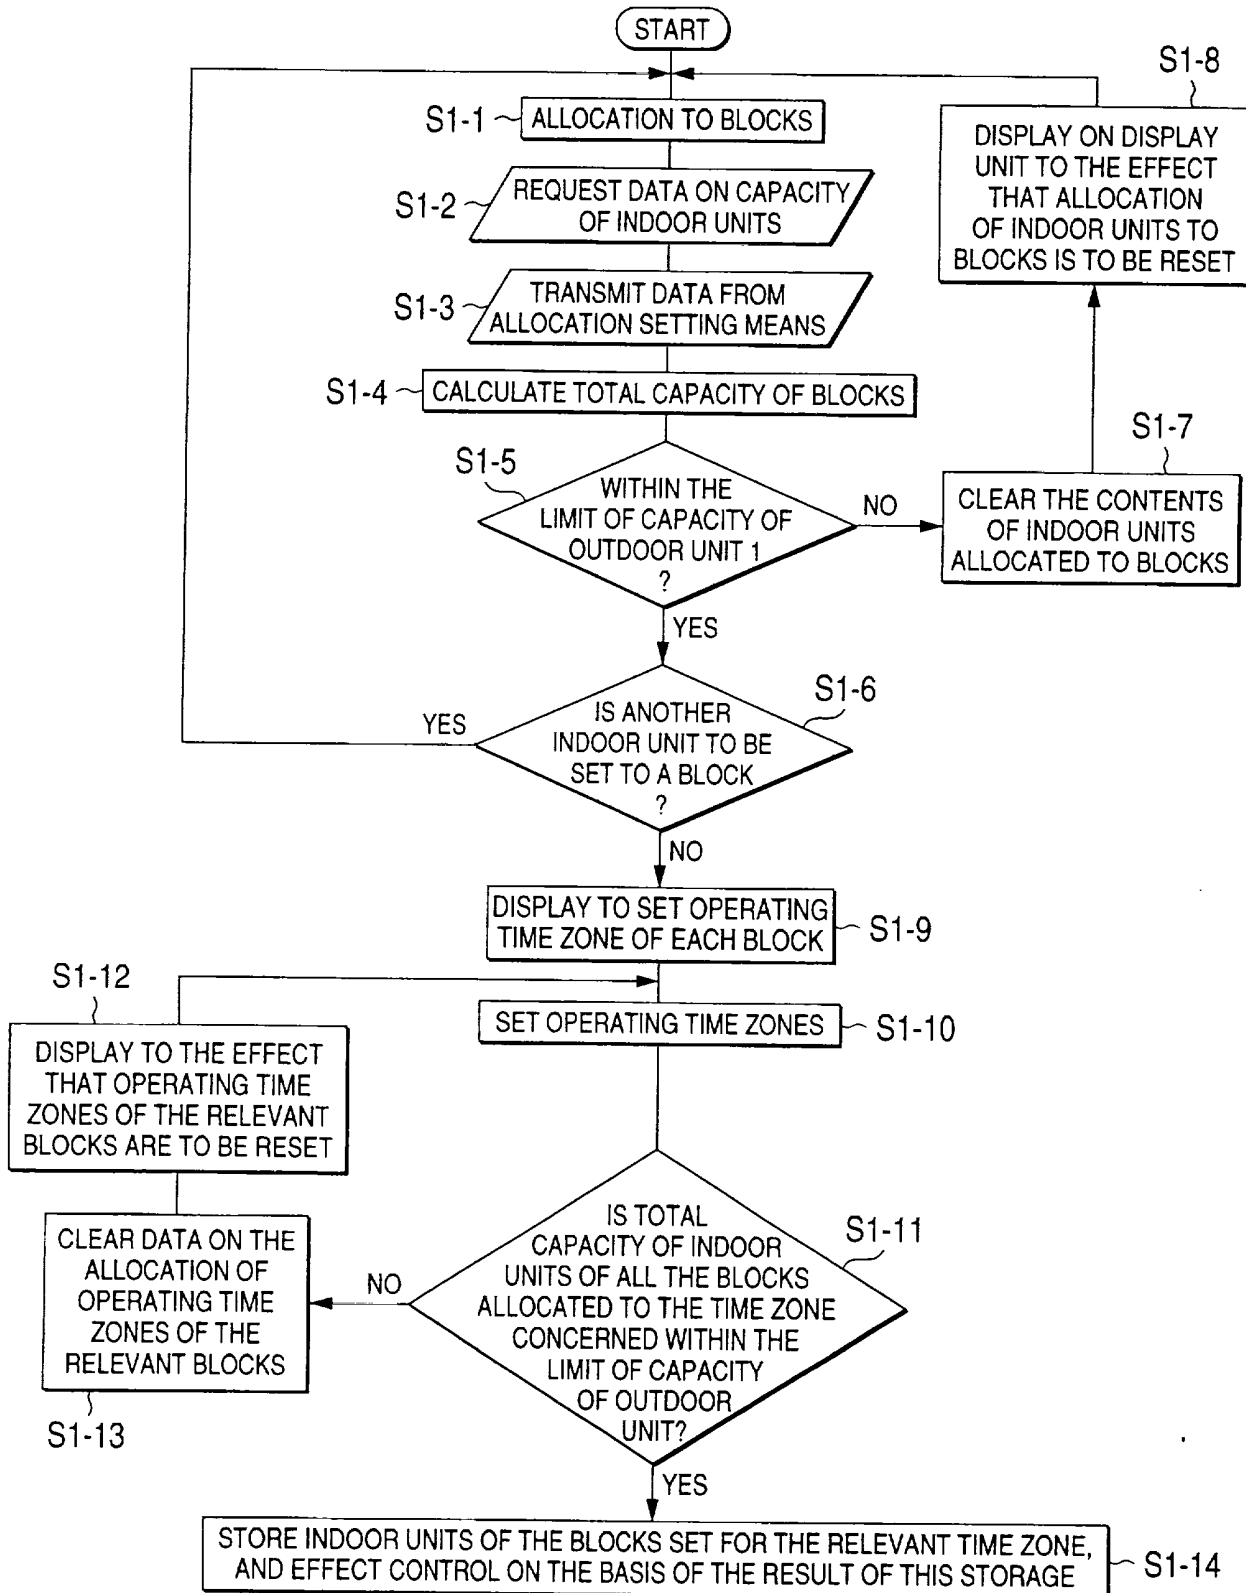 START
S1-8
S1-1
ALLOCATION TO BLOCKS
DISPLAY ON DISPLAY
UNIT TO THE EFFECT
THAT ALLOCATION
OF INDOOR UNITS TO
BLOCKS IS TO BE RESET
S1-2
REQUEST DATA ON CAPACITY
OF INDOOR UNITS
S1-3
TRANSMIT DATA FROM
ALLOCATION SETTING MEANS
S1-4
CALCULATE TOTAL CAPACITY OF BLOCKS
S1-7
S1-5
WITHIN THE
LIMIT OF CAPACITY OF
OUTDOOR UNIT 1
?
NO
CLEAR THE CONTENTS
OF INDOOR UNITS
ALLOCATED TO BLOCKS
YES
S1-6
YES
IS ANOTHER
INDOOR UNIT TO BE
SET TO A BLOCK
?
NO
DISPLAY TO SET OPERATING
TIME ZONE OF EACH BLOCK
S1-9
S1-12
SET OPERATING TIME ZONES
S1-10
DISPLAY TO THE EFFECT
THAT OPERATING TIME
ZONES OF THE RELEVANT
BLOCKS ARE TO BE RESET
IS TOTAL
CAPACITY OF INDOOR
UNITS OF ALL THE BLOCKS
ALLOCATED TO THE TIME ZONE
CONCERNED WITHIN THE
LIMIT OF CAPACITY
OF OUTDOOR
UNIT?
S1-11
NO
CLEAR DATA ON THE
ALLOCATION OF
OPERATING TIME
ZONES OF THE
RELEVANT BLOCKS
S1-13
YES
STORE INDOOR UNITS OF THE BLOCKS SET FOR THE RELEVANT TIME ZONE,
AND EFFECT CONTROL ON THE BASIS OF THE RESULT OF THIS STORAGE
S1-14